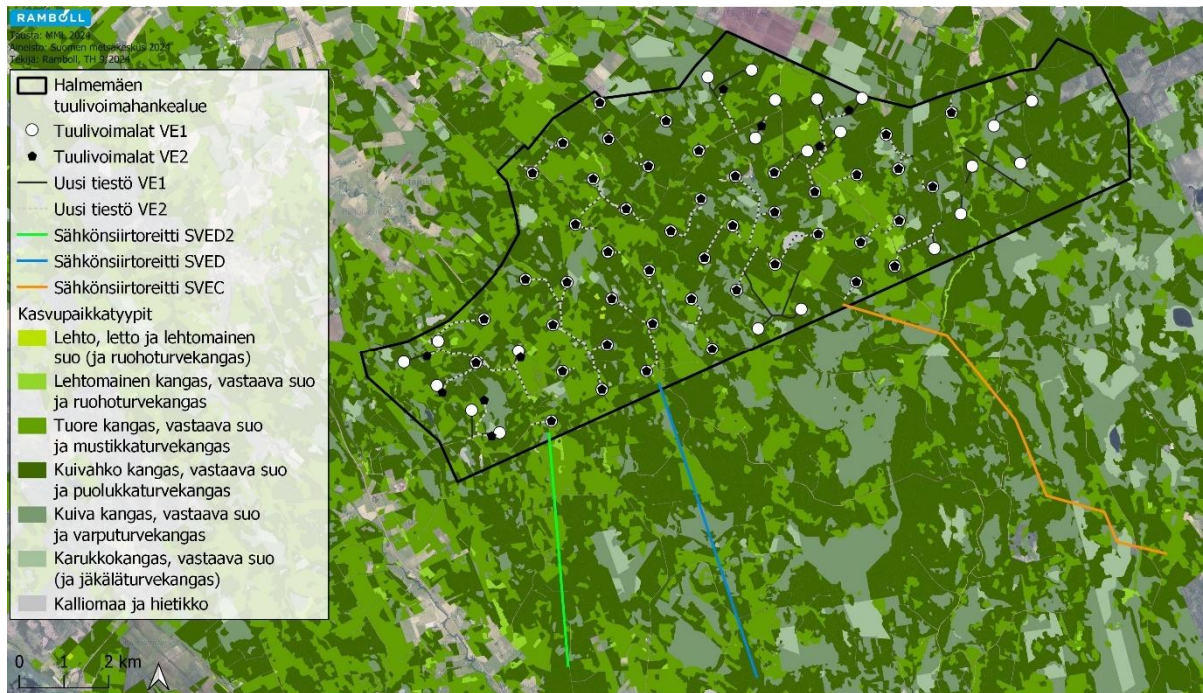 RAMBOLL
Tausta: MML 2024
Aineisto: Suomen metsäkeskus 2024
Tekijä: Ramboll, TH 9/2024
Halmemäen
tuulivoimahankealue
Tuulivoimalat VE1
Tuulivoimalat VE2
Uusi tiestö VE1
Uusi tiestö VE2
Sähkönsiirtoreitti SVED2
Sähkönsiirtoreitti SVED
Sähkönsiirtoreitti SVEC
Kasvupaikkatyypit
Lehto, letto ja lehtomainen
suo (ja ruohoturvekangas)
Lehtomainen kangas, vastaava suo
ja ruohoturvekangas
Tuore kangas, vastaava suo
ja mustikkaturvekangas
Kuivahko kangas, vastaava suo
ja puolukkaturvekangas
Kuiva kangas, vastaava suo
ja varputurvekangas
Karukkokangas, vastaava suo
(ja jäkäläturvekangas)
Kalliomaa ja hietikko
0 1 2 km